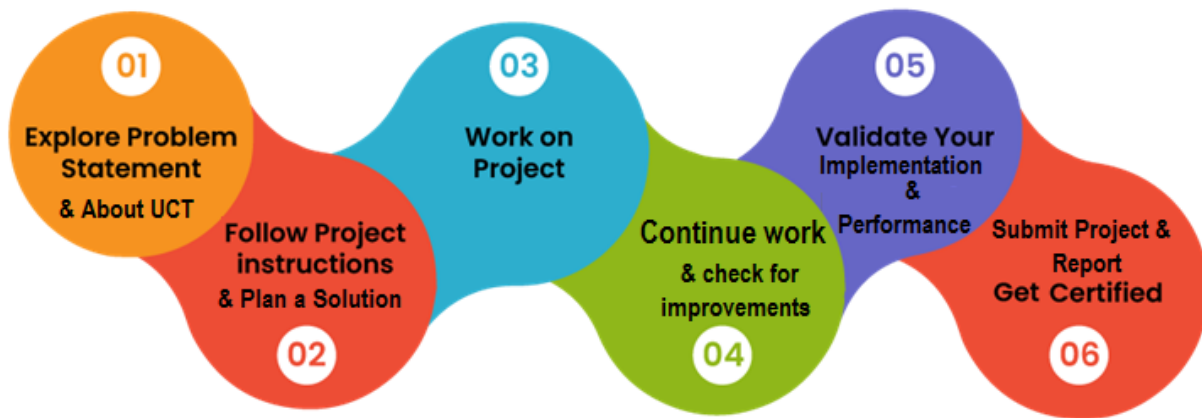 01
Explore Problem
Statement
& About UCT
Follow Project
instructions
& Plan a Solution
02
03
Work on
Project
Continue work
& check for
improvements
04
05
Validate Your
Implementation
&
Performance
Submit Project &
Report
Get Certified
06